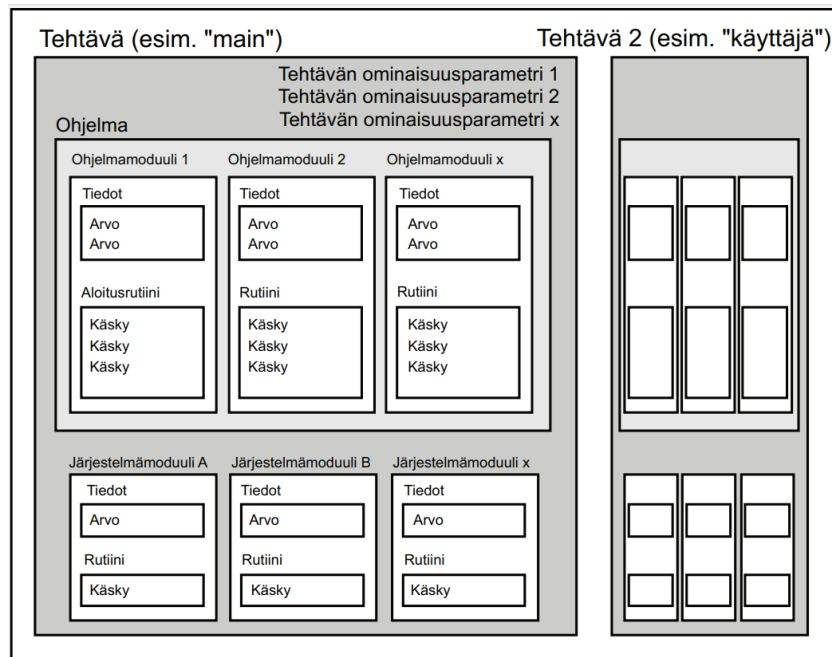 Tehtävä (esim. "main")
Tehtävä 2 (esim. "käyttäjä")
Tehtävän ominaisuusparametri 1
Tehtävän ominaisuusparametri 2
Tehtävän ominaisuusparametri x
Ohjelma
Ohjelmamoduuli 1
Tiedot
Arvo
Arvo
Aloitusrutiini
Käsky
Käsky
Käsky
Ohjelmamoduuli 2
Tiedot
Arvo
Arvo
Rutiini
Käsky
Käsky
Käsky
Ohjelmamoduuli x
Tiedot
Arvo
Arvo
Rutiini
Käsky
Käsky
Käsky
Järjestelmämoduuli A
Tiedot
Arvo
Rutiini
Käsky
Järjestelmämoduuli B
Tiedot
Arvo
Rutiini
Käsky
Järjestelmämoduuli x
Tiedot
Arvo
Rutiini
Käsky